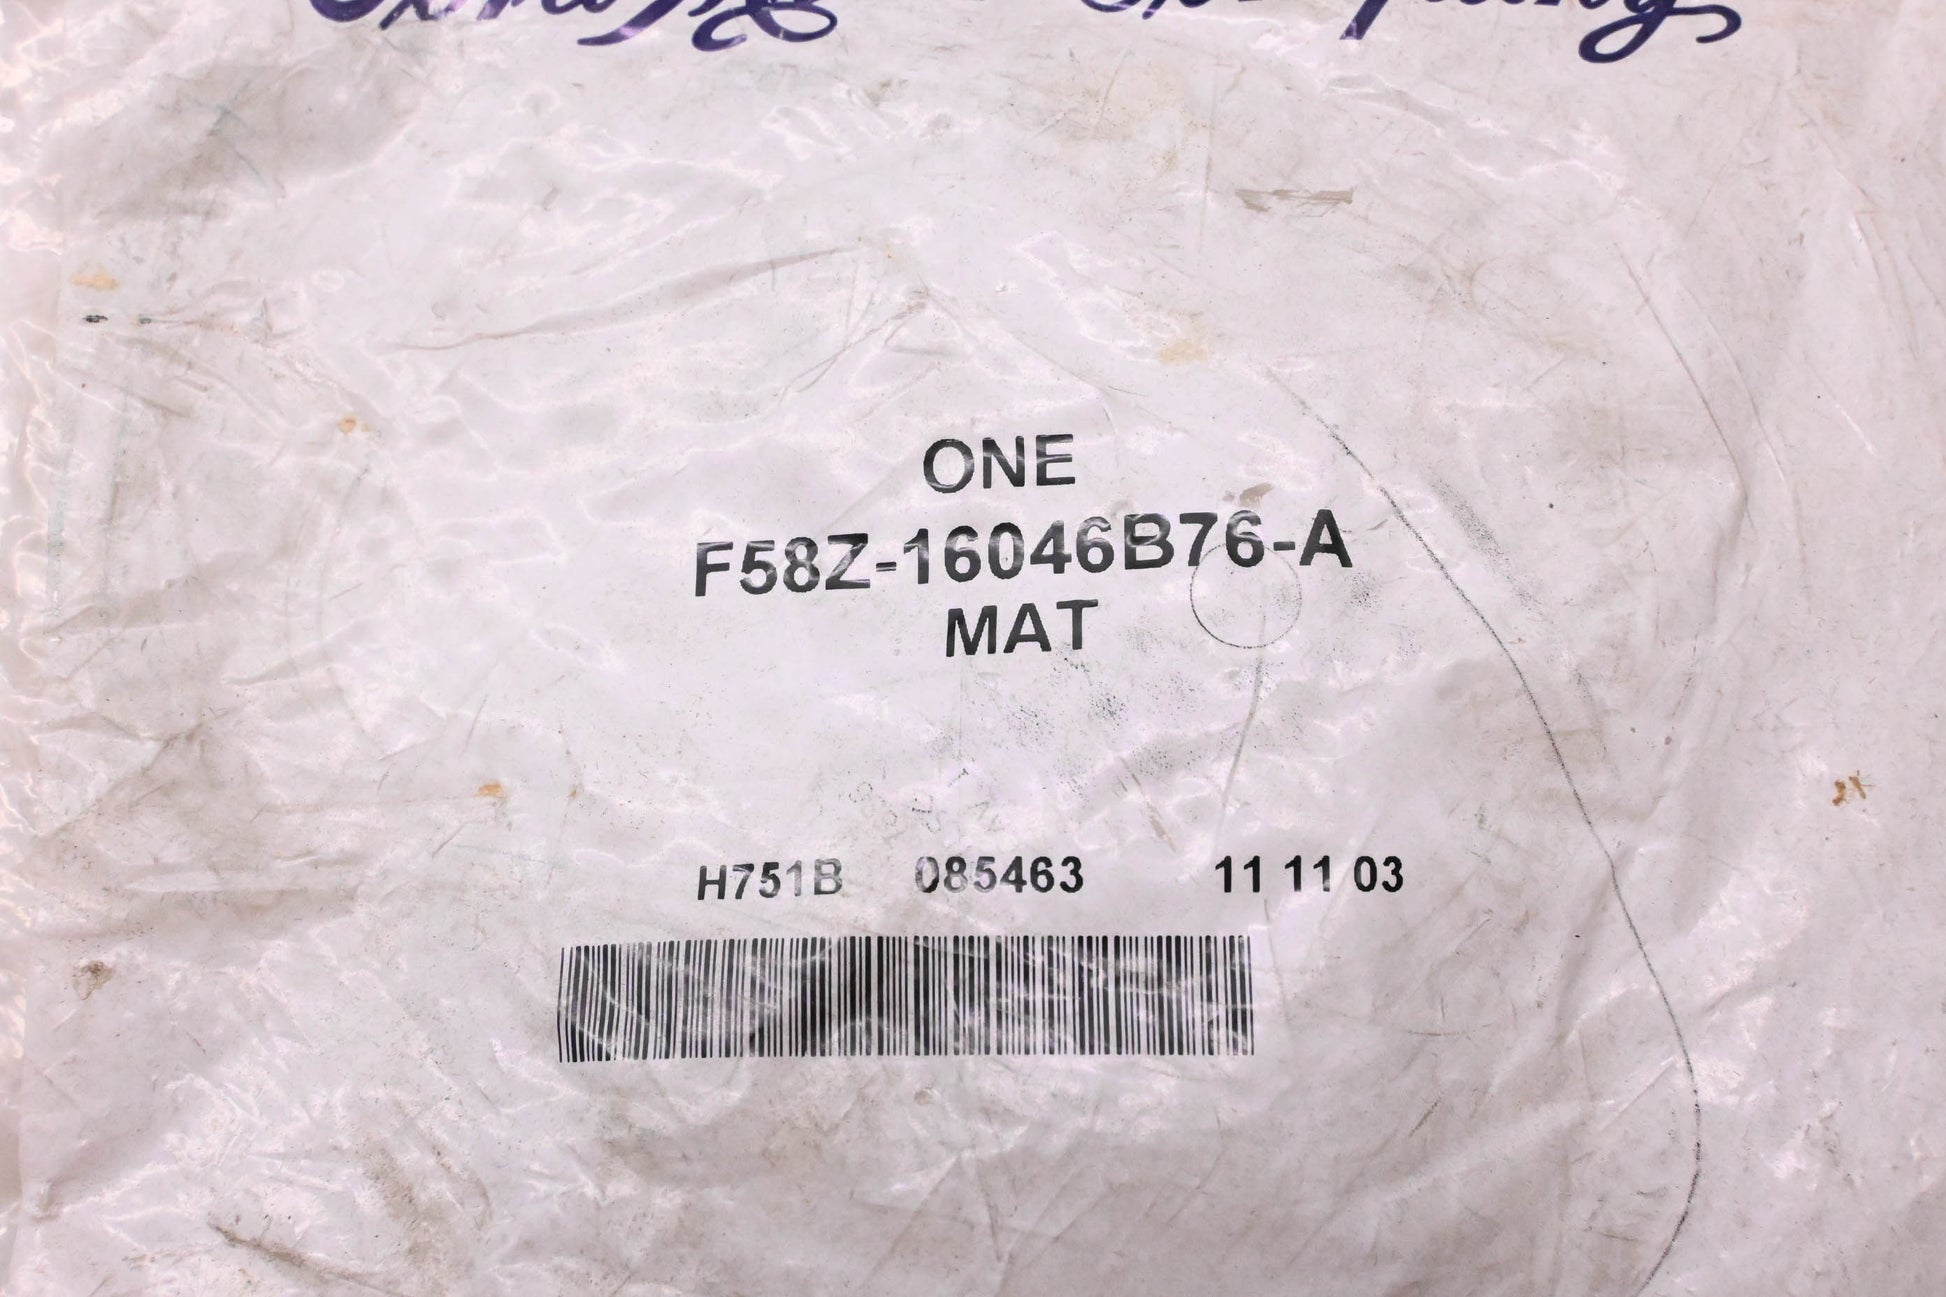 ONE
F58Z-16046B76-A
MAT
H751B 085463 11 11 03